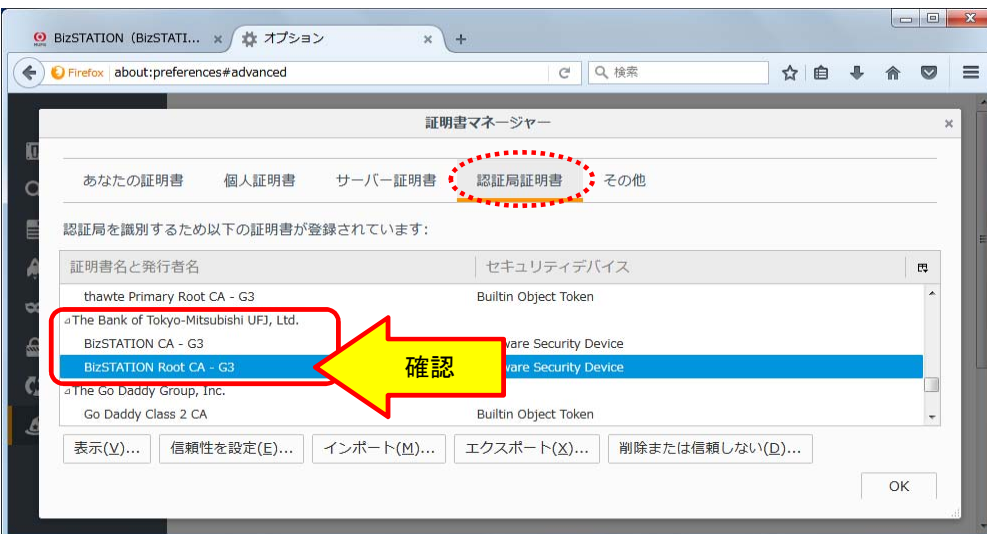 BizSTATION (BizSTATI... × オプション × +
Firefox about:preferences#advanced 検索
証明書マネージャー ×
あなたの証明書 個人証明書 サーバー証明書 認証局証明書 その他
認証局を識別するため以下の証明書が登録されています:
証明書名と発行者名 セキュリティデバイス
thawte Primary Root CA - G3 Builtin Object Token
The Bank of Tokyo-Mitsubishi UFJ, Ltd.
BizSTATION CA - G3 ware Security Device
BizSTATION Root CA - G3 ware Security Device
確認
The Go Daddy Group, Inc.
Go Daddy Class 2 CA Builtin Object Token
表示(V)... 信頼性を設定(E)... インポート(M)... エクスポート(X)... 削除または信頼しない(D)...
OK